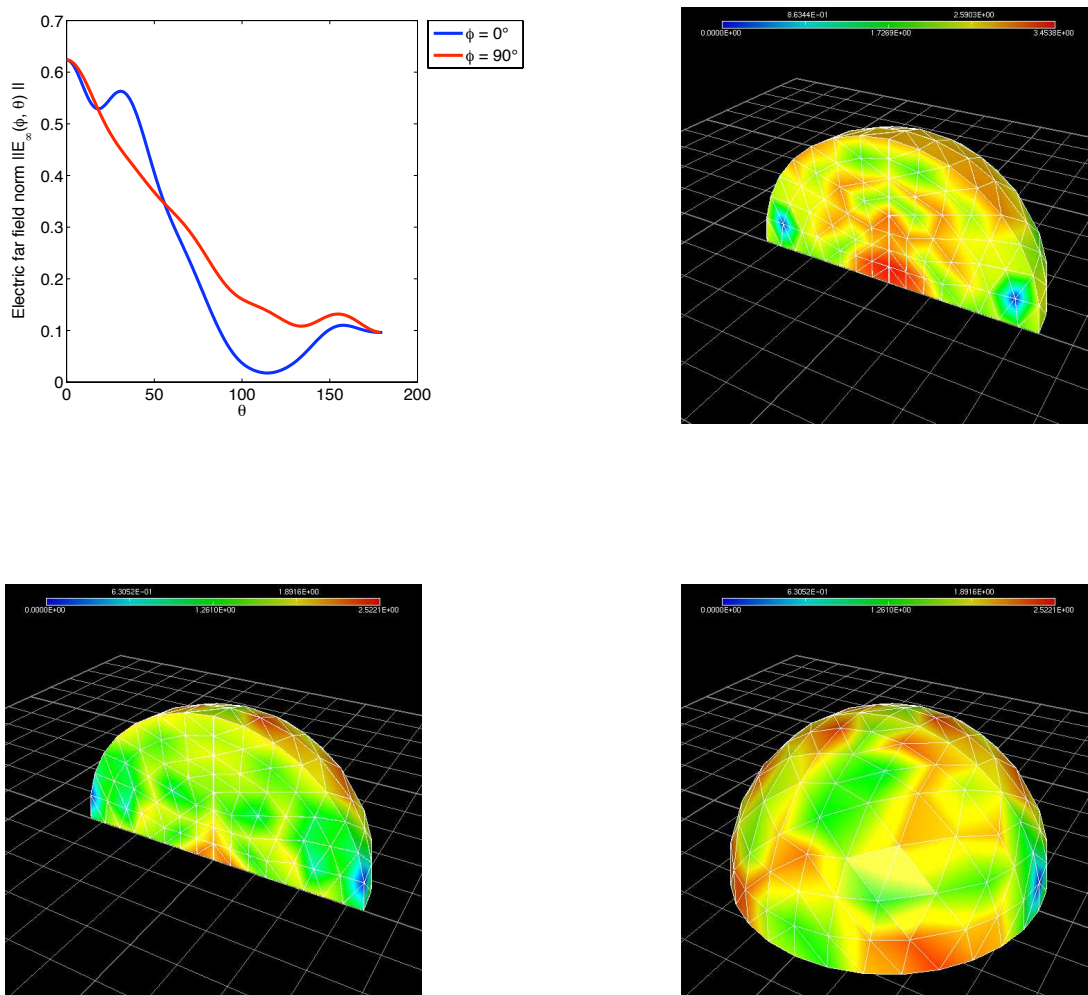 0.7
0.6
0.5
0.4
0.3
0.2
0.1
0
Electric far field norm ||E∞(ϕ, θ) ||
0 50 100 150 200
θ
ϕ = 0°
ϕ = 90°
8.6344E-01 2.5903E+00
0.0000E+00 1.7269E+00 3.4538E+00
6.3052E-01 1.8916E+00
0.0000E+00 1.2610E+00 2.5221E+00
6.3052E-01 1.8916E+00
0.0000E+00 1.2610E+00 2.5221E+00